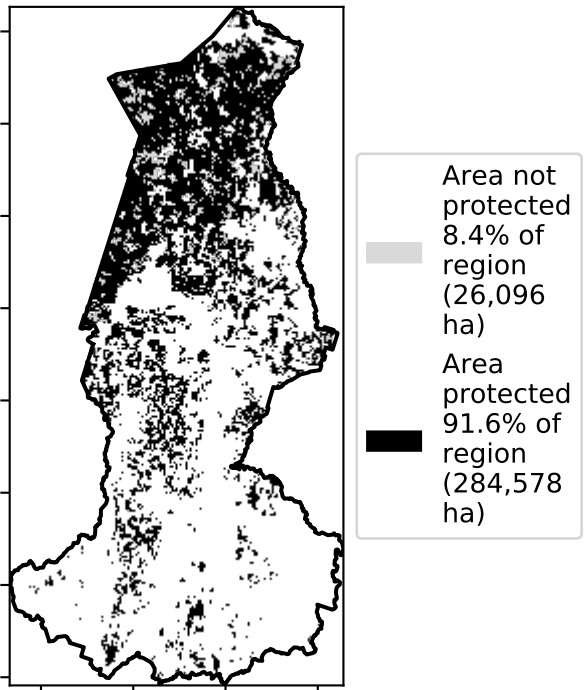 Area not
protected
8.4% of
region
(26,096
ha)
Area
protected
91.6% of
region
(284,578
ha)